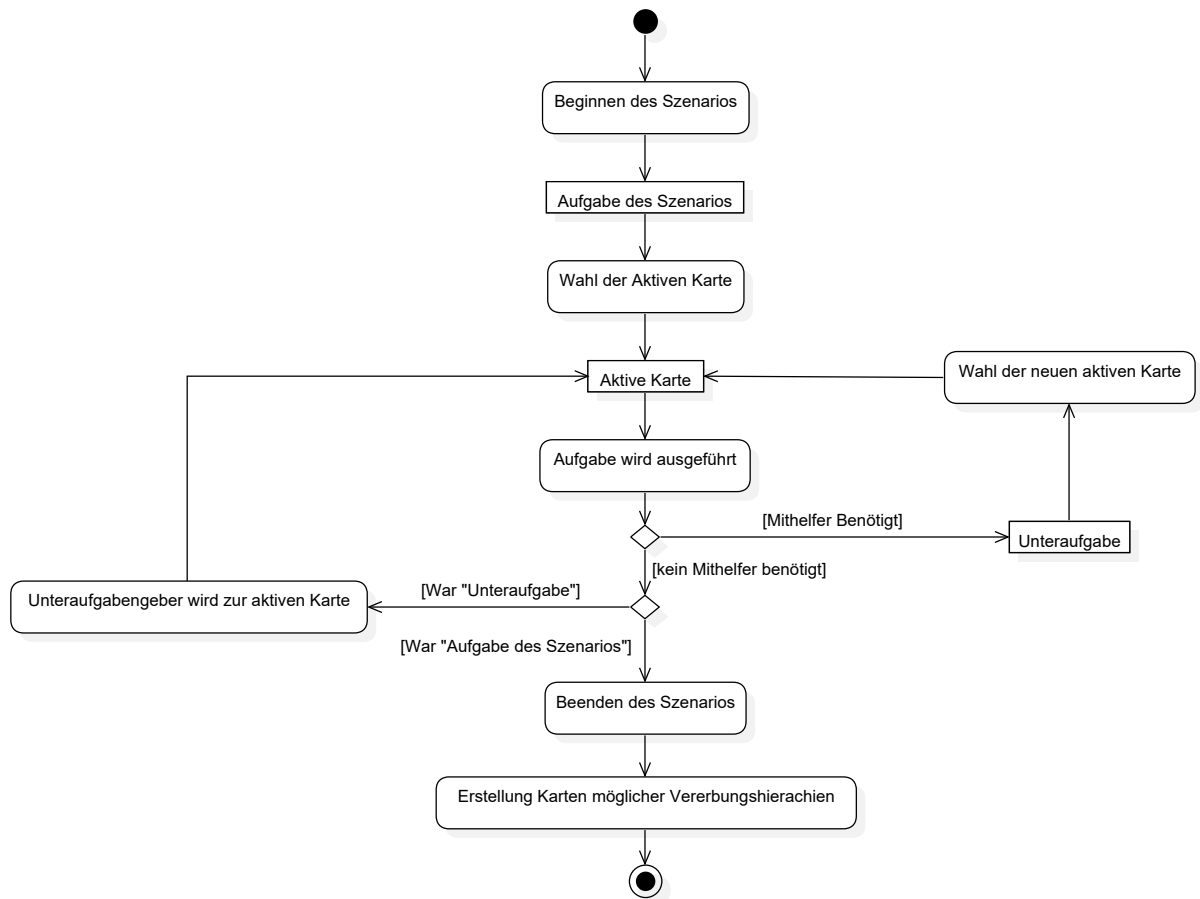 Beginnen des Szenarios
Aufgabe des Szenarios
Wahl der Aktiven Karte
Aktive Karte
Wahl der neuen aktiven Karte
Aufgabe wird ausgeführt
[Mithelfer Benötigt]
Unteraufgabe
[kein Mithelfer benötigt]
[War "Unteraufgabe"]
Unteraufgabengeber wird zur aktiven Karte
[War "Aufgabe des Szenarios"]
Beenden des Szenarios
Erstellung Karten möglicher Vererbungshierachien